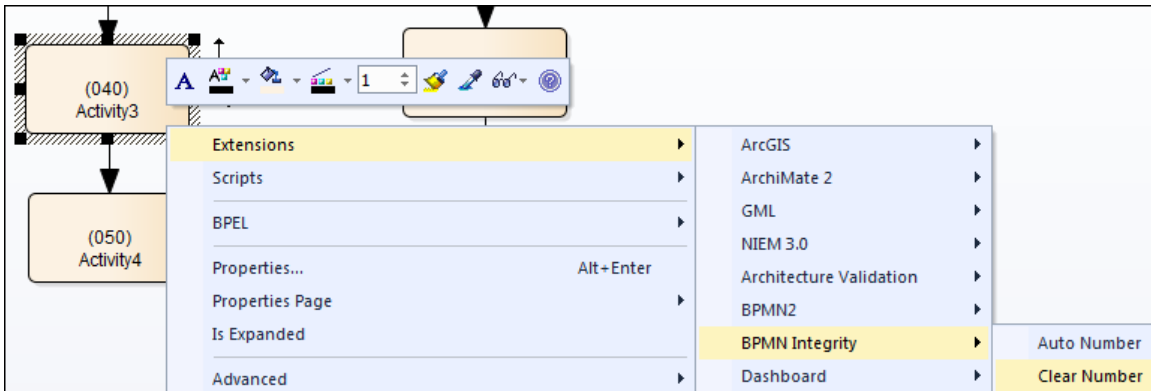 (040)
Activity3
(050)
Activity4
A
1
Extensions
Scripts
BPEL
Properties... Alt+Enter
Properties Page
Is Expanded
Advanced
ArcGIS
ArchiMate 2
GML
NIEM 3.0
Architecture Validation
BPMN2
BPMN Integrity
Dashboard
Auto Number
Clear Number